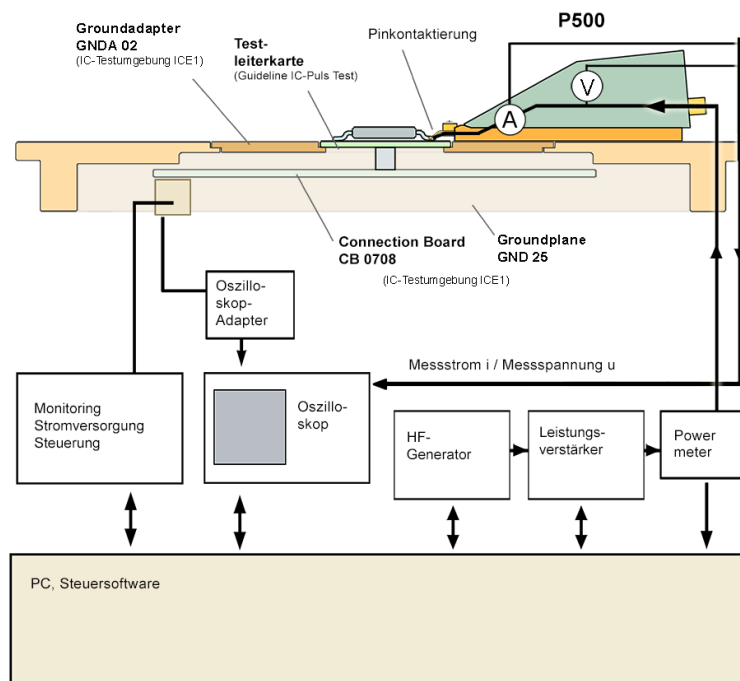 P500
Groundadapter
GNDA 02
(IC-Testumgebung ICE1)
Test-
leiterkarte
(Guideline IC-Puls Test)
Pinkontaktierung
A
V
Connection Board
CB 0708
Groundplane
GND 25
(IC-Testumgebung ICE1)
Oszillo-
skop-
Adapter
Messstrom i / Messspannung u
Monitoring
Stromversorgung
Steuerung
Oszillo-
skop
HF-
Generator
Leistungs-
verstärker
Power
meter
PC, Steuersoftware